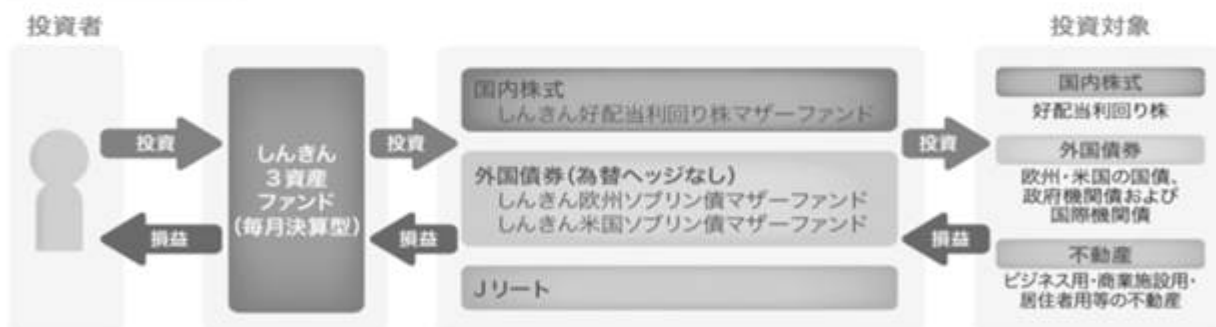 投資者
投資対象
投資
損益
しんきん
3資産
ファンド
(毎月決算型)
投資
損益
国内株式
しんきん好配当利回り株マザーファンド
外国債券(為替ヘッジなし)
しんきん欧州ソブリン債マザーファンド
しんきん米国ソブリン債マザーファンド
Jリート
投資
損益
国内株式
好配当利回り株
外国債券
欧州・米国の国債、
政府機関債および
国際機関債
不動産
ビジネス用・商業施設用・
居住者用等の不動産